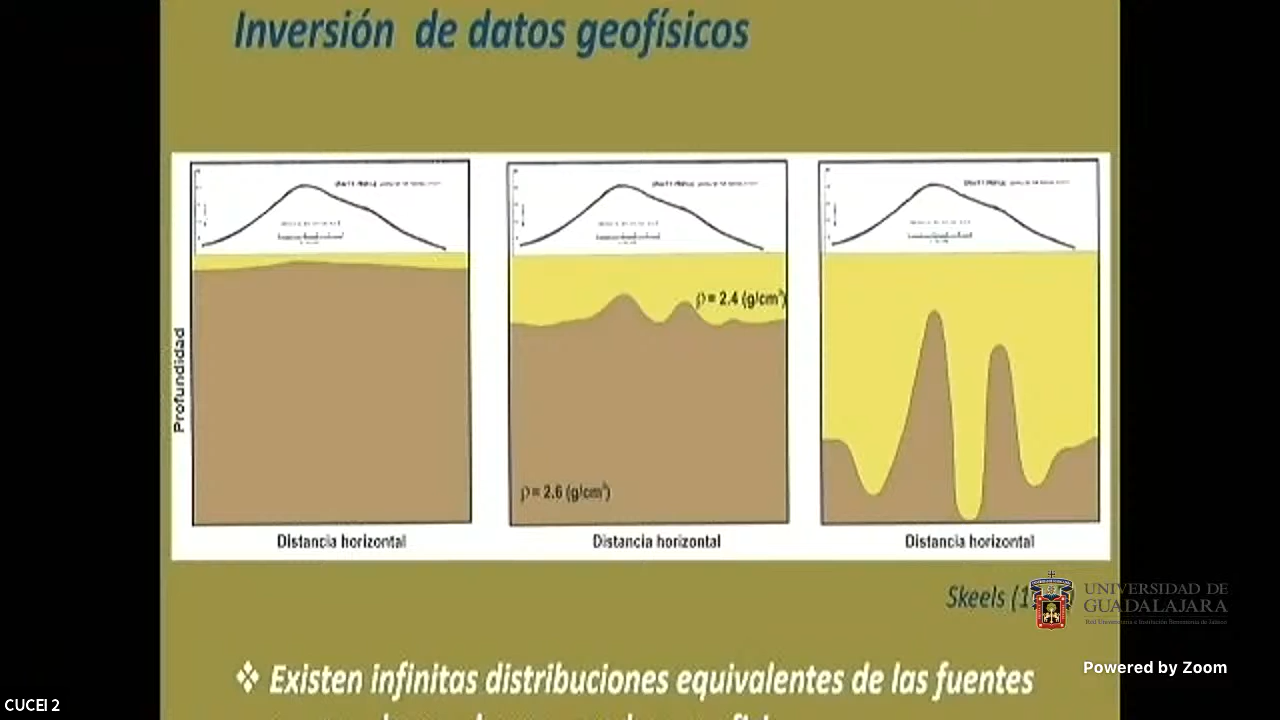 Inversión de datos geofísicos
ρ = 2.4 (g/cm³)
Profundidad
ρ = 2.6 (g/cm³)
Distancia horizontal
Distancia horizontal
Distancia horizontal
Skeels (1
UNIVERSIDAD DE
GUADALAJARA
Red Universitaria e Institución Benemérita de Jalisco
Powered by Zoom
❖ Existen infinitas distribuciones equivalentes de las fuentes
CUCEI 2